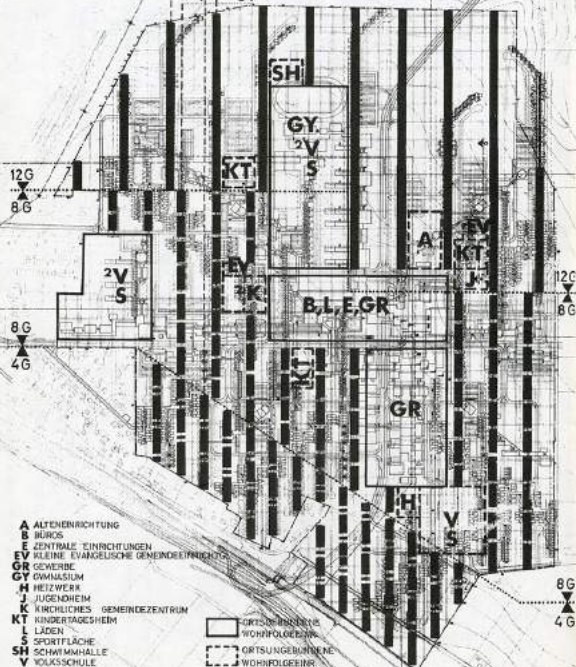 SH
GY.
²V
S
12G
8G
KT
A
EV
KT
J
EV
K
²V
S
B,L,E,GR
12G
8G
8G
4G
KT
GR
H
V
S
8G
4G
A ALTENEINRICHTUNG
B BÜROS
E ZENTRALE EINRICHTUNGEN
EV KLEINE EVANGELISCHE GEMEINDEEINRICHTG.
GR GEWERBE
GY GYMNASIUM
H HEIZWERK
J JUGENDHEIM
K KIRCHLICHES GEMEINDEZENTRUM
KT KINDERTAGESHEIM
L LÄDEN
S SPORTFLÄCHE
SH SCHWIMMHALLE
V VOLKSSCHULE
ORTSGEBUNDENE
WOHNFOLGEEINR.
ORTSUNGEBUNDENE
WOHNFOLGEEINR.